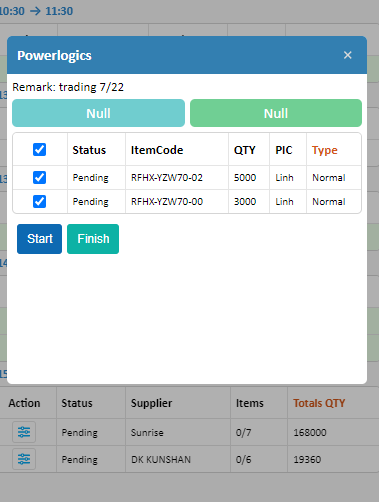 10:30 → 11:30
Powerlogics ×
Remark: trading 7/22
Null Null
Status ItemCode QTY PIC Type
Pending RFHX-YZW70-02 5000 Linh Normal
Pending RFHX-YZW70-00 3000 Linh Normal
Start Finish
Action Status Supplier Items Totals QTY
Pending Sunrise 0/7 168000
Pending DK KUNSHAN 0/6 19360